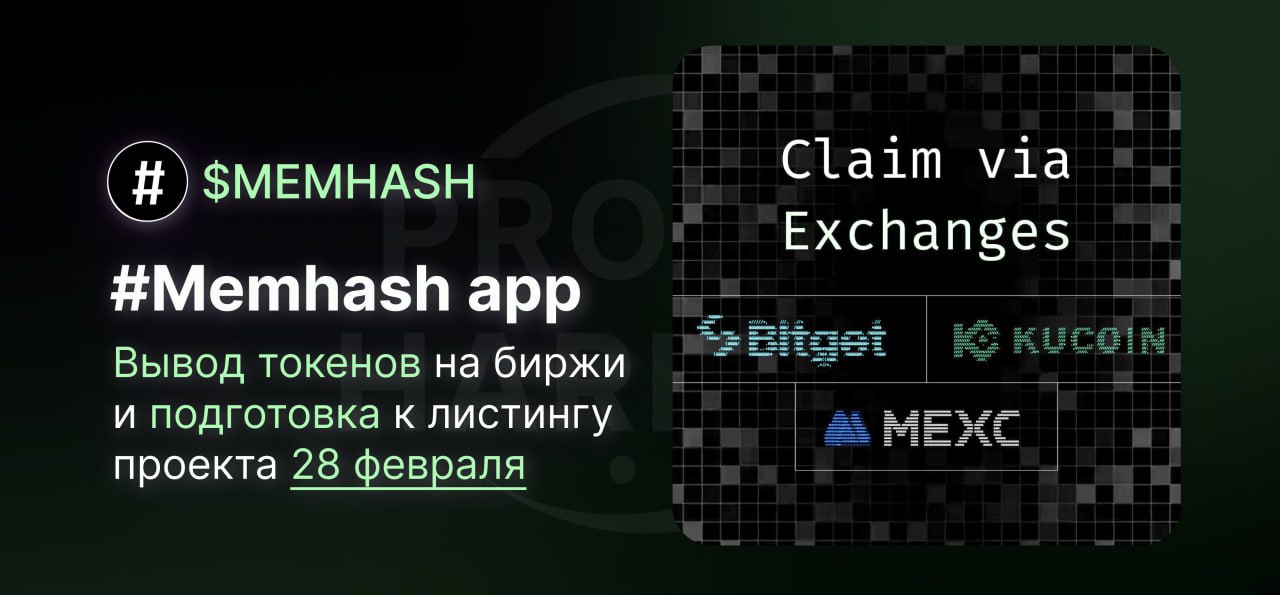 # $MEMHASH
#Memhash app
Вывод токенов на биржи
и подготовка к листингу
проекта 28 февраля
Claim via
Exchanges
Bitget
KUCOIN
MEXC